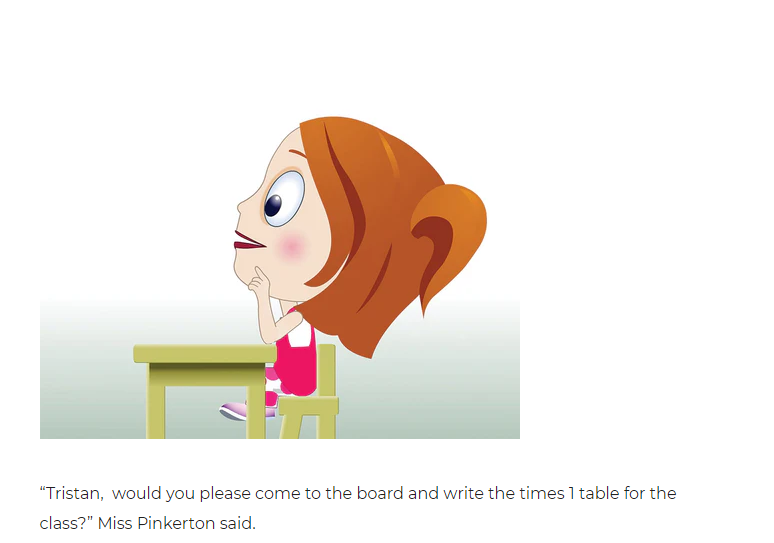 “Tristan,  would you please come to the board and write the times 1 table for the
class?” Miss Pinkerton said.